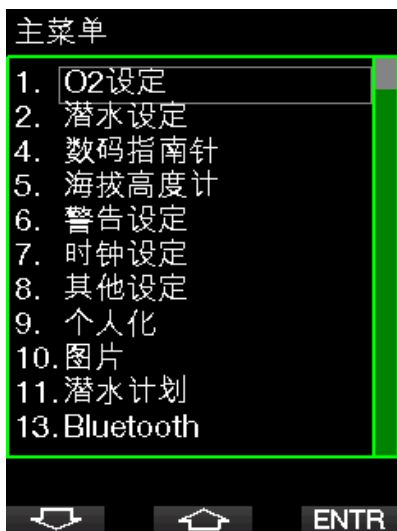 主菜单
1. O2设定
2. 潜水设定
4. 数码指南针
5. 海拔高度计
6. 警告设定
7. 时钟设定
8. 其他设定
9. 个人化
10.图片
11.潜水计划
13.Bluetooth
ENTR